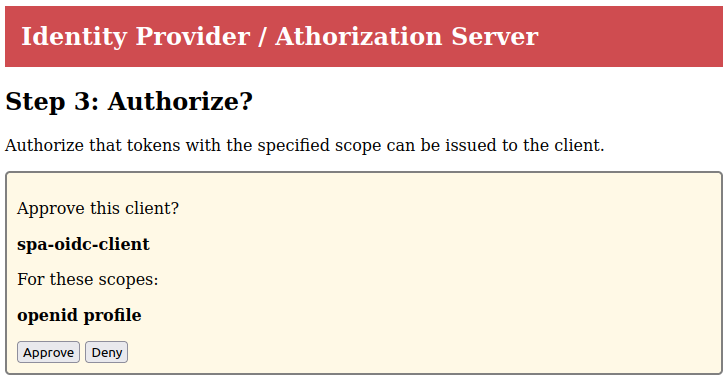 Identity Provider / Athorization Server
Step 3: Authorize?
Authorize that tokens with the specified scope can be issued to the client.
Approve this client?
spa-oidc-client
For these scopes:
openid profile
Approve Deny